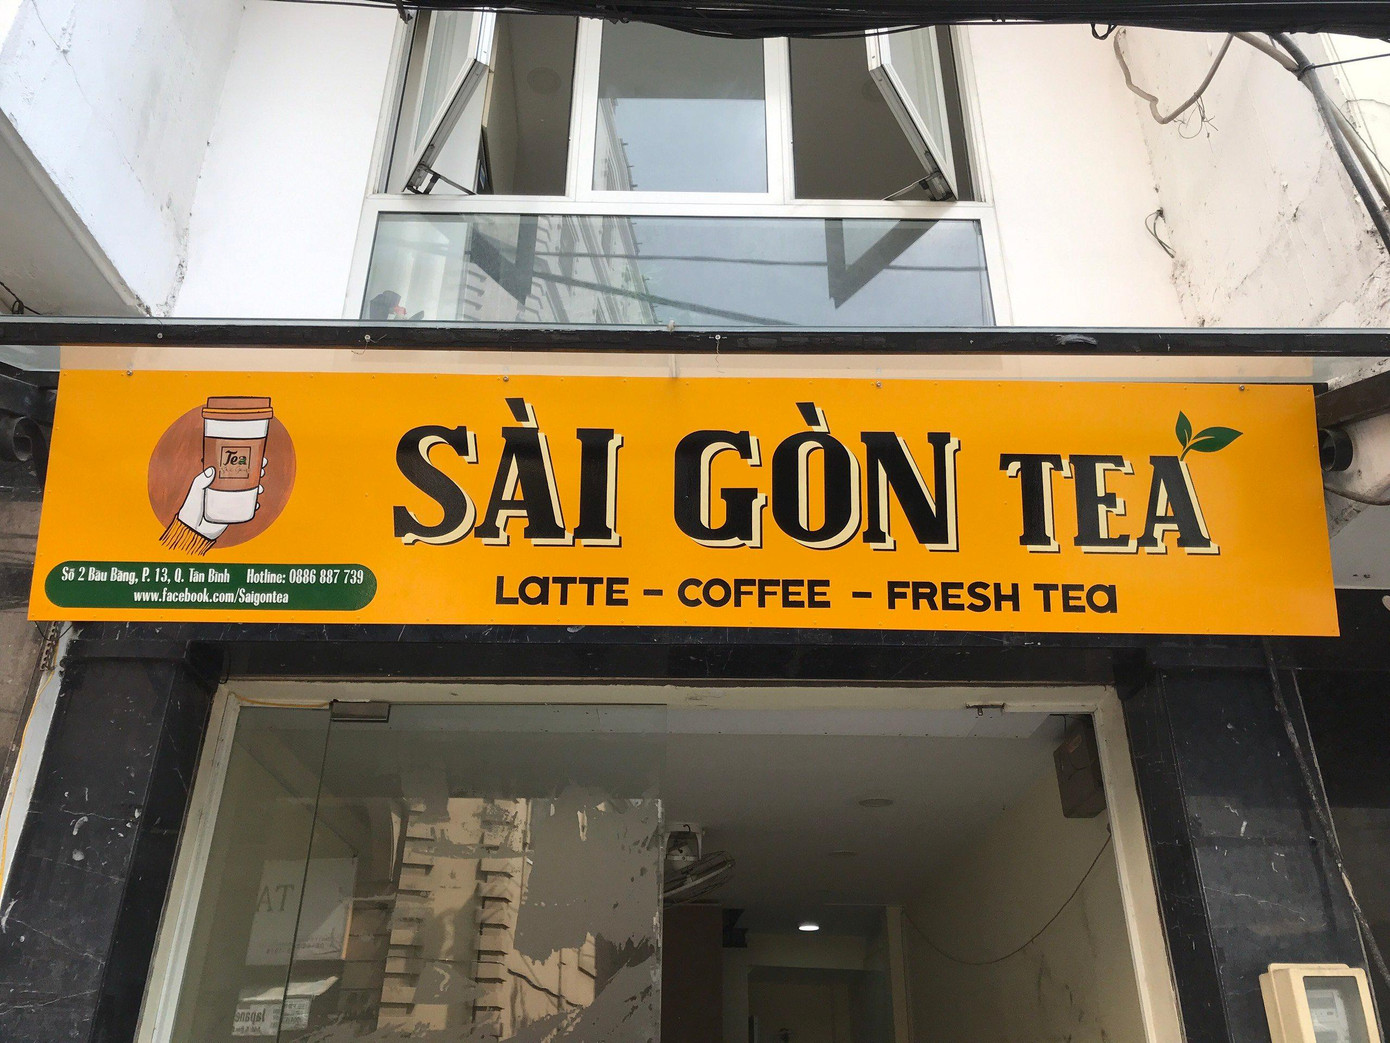 Tea
SÀI GÒN TEA
LaTTE – COFFEE – FRESH TEa
Số 2 Bàu Bàng, P. 13, Q. Tân Bình Hotline: 0886 887 739
www.facebook.com/Saigontea